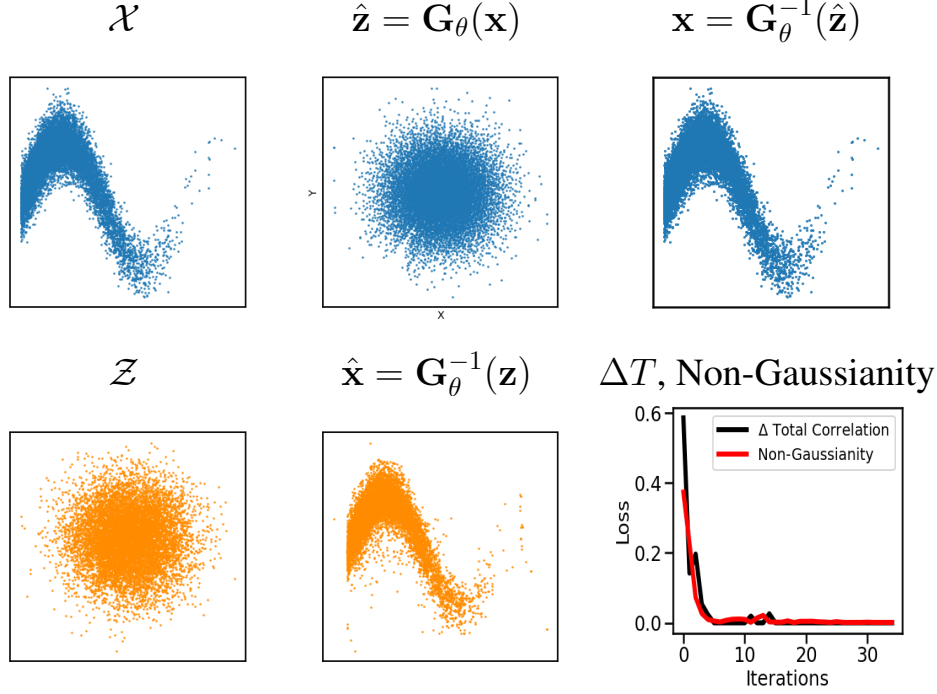 𝒳
ẑ = G_θ(x)
x = G_θ^{-1}(ẑ)
Y
X
𝒵
x̂ = G_θ^{-1}(z)
ΔT, Non-Gaussianity
0.6
0.4
0.2
0.0
Loss
Δ Total Correlation
Non-Gaussianity
0 10 20 30
Iterations